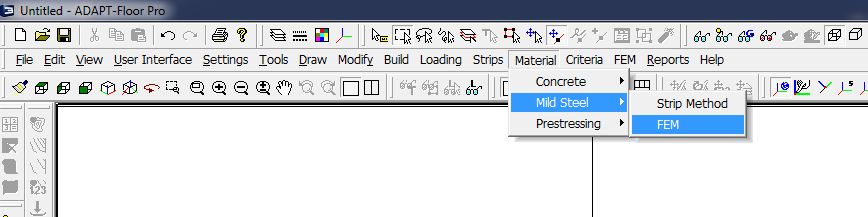 Untitled - ADAPT-Floor Pro
File Edit View User Interface Settings Tools Draw Modify Build Loading Strips Material Criteria FEM Reports Help
Concrete
Mild Steel
Prestressing
Strip Method
FEM